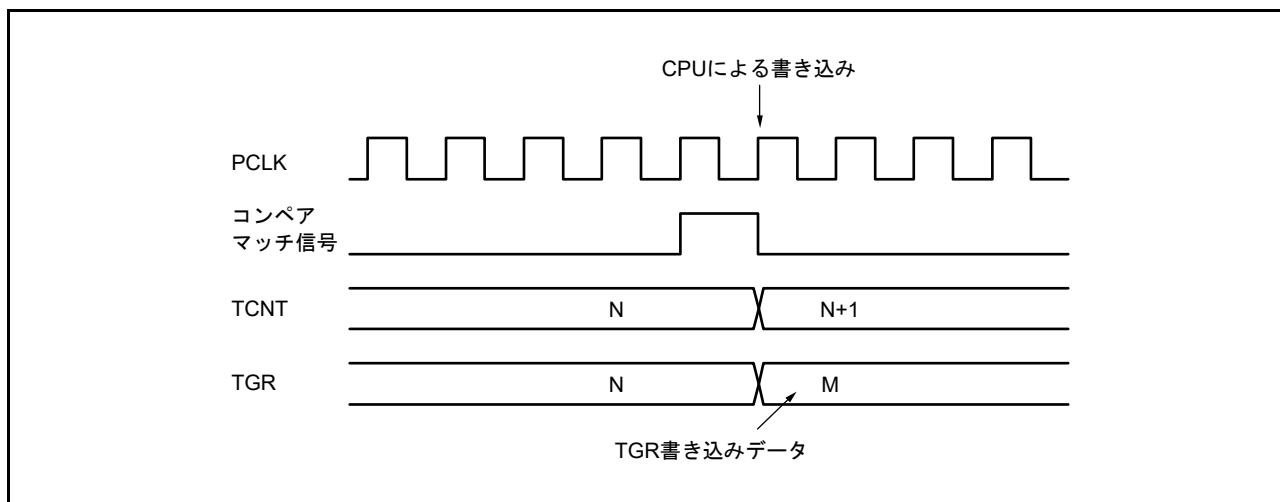 CPUによる書き込み
PCLK
コンペア
マッチ信号
TCNT
N
N+1
TGR
N
M
TGR書き込みデータ